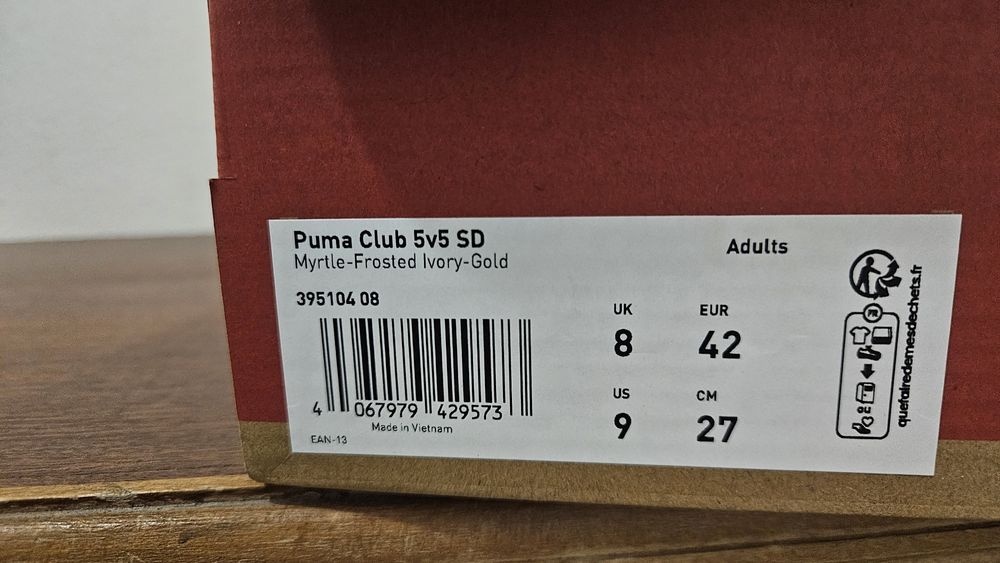 Puma Club 5v5 SD
Myrtle-Frosted Ivory-Gold
Adults
395104 08
UK
8
EUR
42
US
9
CM
27
4 067979 429573
Made in Vietnam
EAN-13
FR
quefairedemesdechets.fr